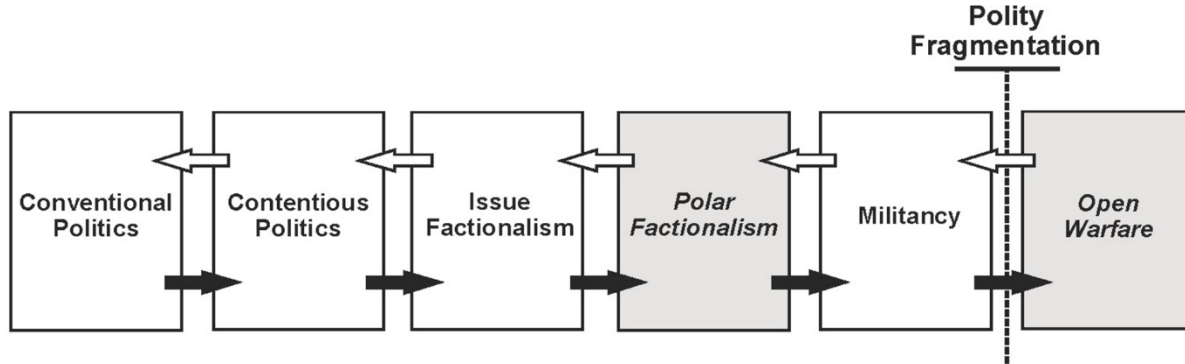 Polity
Fragmentation
Conventional
Politics
Contentious
Politics
Issue
Factionalism
Polar
Factionalism
Militancy
Open
Warfare